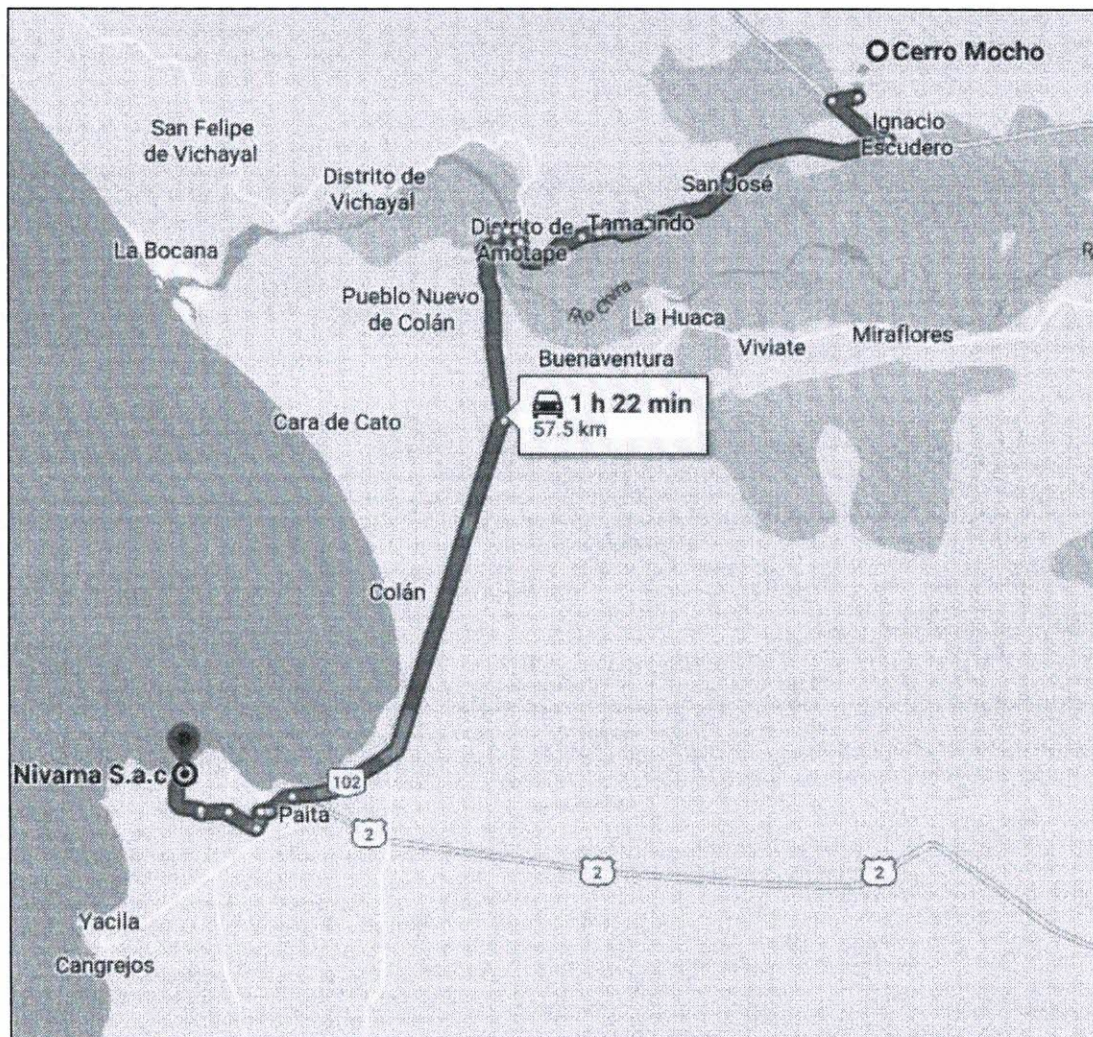 Cerro Mocho
Ignacio
Escudero
San Felipe
de Vichayal
Distrito de
Vichayal
San José
Distrito de
Amotape
Tamarindo
La Bocana
Pueblo Nuevo
de Colán
Río Chira
La Huaca
Miraflores
Viviate
Buenaventura
1 h 22 min
57.5 km
Cara de Cato
Colán
Nivama S.a.c
102
Paita
2
2
2
Yacila
Cangrejos